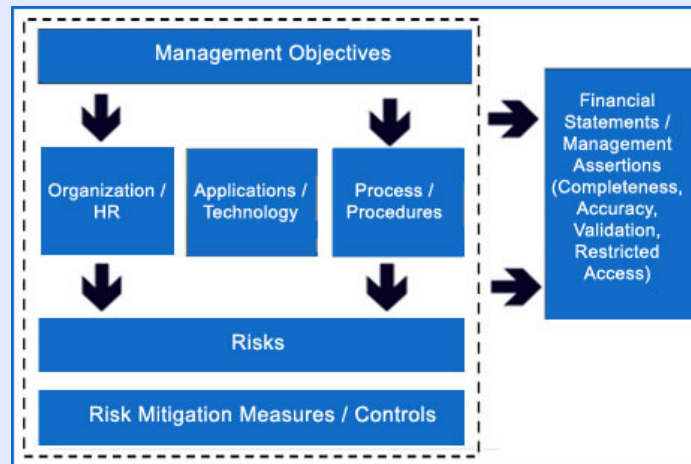 Management Objectives
Organization /
HR
Applications /
Technology
Process /
Procedures
Risks
Risk Mitigation Measures / Controls
Financial
Statements /
Management
Assertions
(Completeness,
Accuracy,
Validation,
Restricted
Access)